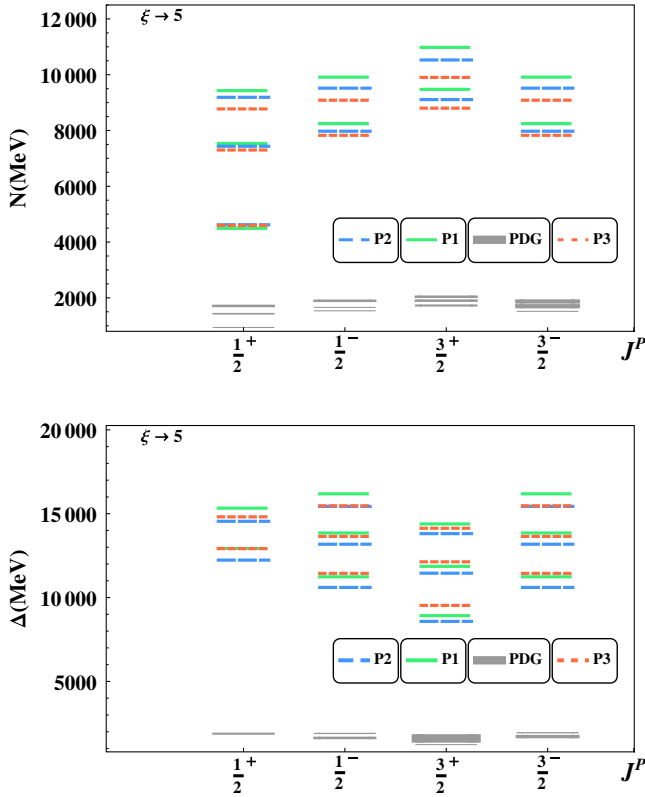 ξ → 5
N(MeV)
12 000
10 000
8000
6000
4000
2000
P2 P1 PDG P3
1/2 + 1/2 − 3/2 + 3/2 − J^P
ξ → 5
Δ(MeV)
20 000
15 000
10 000
5000
P2 P1 PDG P3
1/2 + 1/2 − 3/2 + 3/2 − J^P